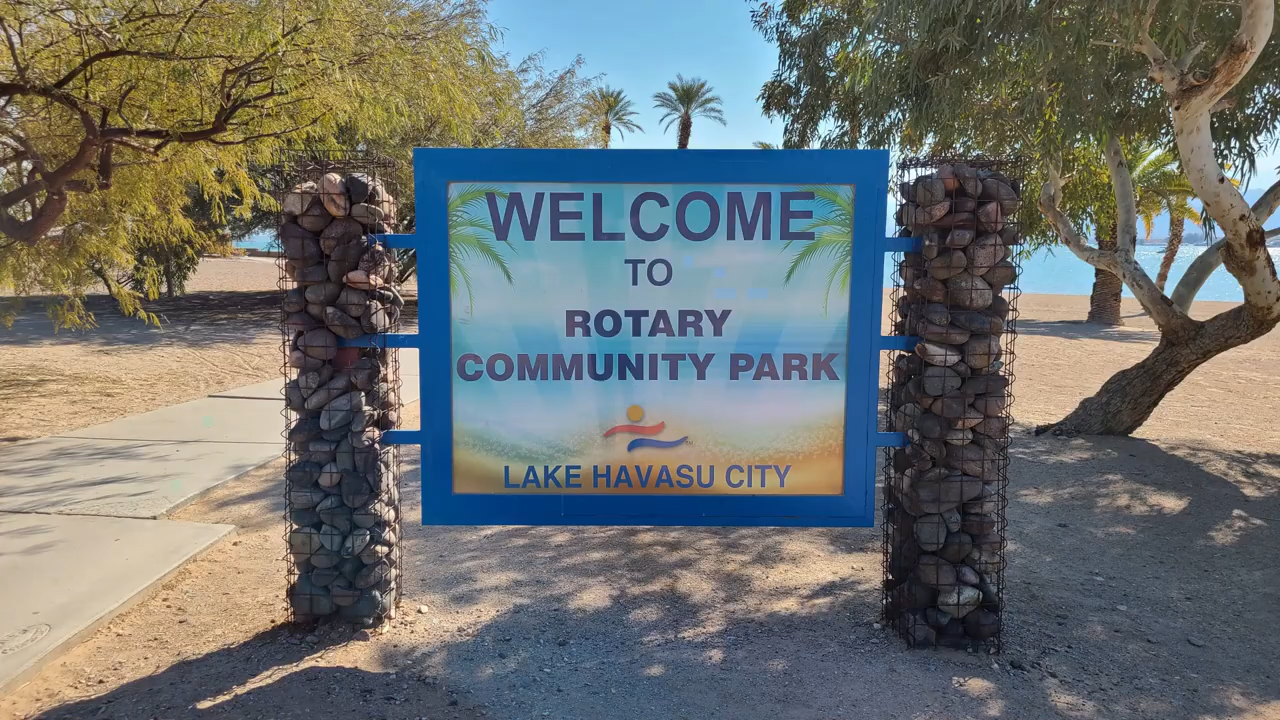 WELCOME
TO
ROTARY
COMMUNITY PARK
LAKE HAVASU CITY